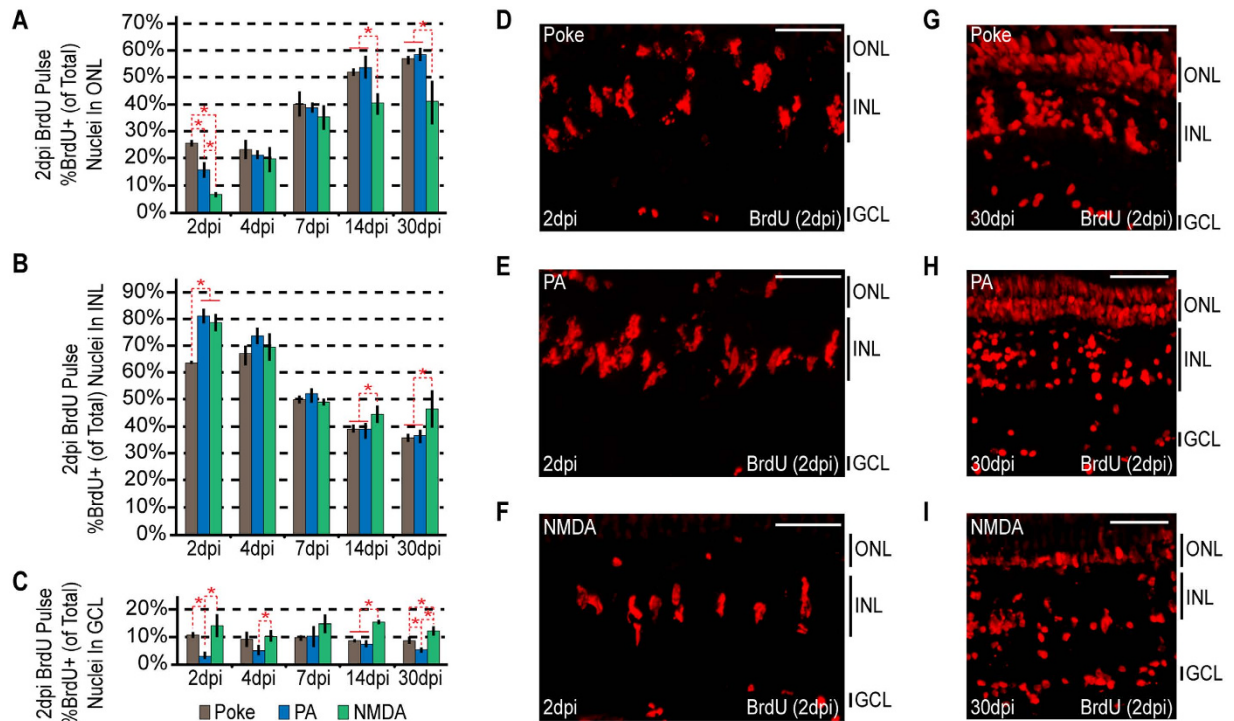 A
2dpi BrdU Pulse
%BrdU+ (of Total)
Nuclei In ONL
70%
60%
50%
40%
30%
20%
10%
0%
* * *
*
*
2dpi 4dpi 7dpi 14dpi 30dpi
B
2dpi BrdU Pulse
%BrdU+ (of Total) Nuclei In INL
90%
80%
70%
60%
50%
40%
30%
20%
10%
0%
*
*
*
2dpi 4dpi 7dpi 14dpi 30dpi
C
2dpi BrdU Pulse
%BrdU+ (of Total)
Nuclei In GCL
20%
10%
0%
* *
*
*
* * *
2dpi 4dpi 7dpi 14dpi 30dpi
Poke PA NMDA
D
Poke
ONL
INL
GCL
2dpi BrdU (2dpi)
E
PA
ONL
INL
GCL
2dpi BrdU (2dpi)
F
NMDA
ONL
INL
GCL
2dpi BrdU (2dpi)
G
Poke
ONL
INL
GCL
30dpi BrdU (2dpi)
H
PA
ONL
INL
GCL
30dpi BrdU (2dpi)
I
NMDA
ONL
INL
GCL
30dpi BrdU (2dpi)